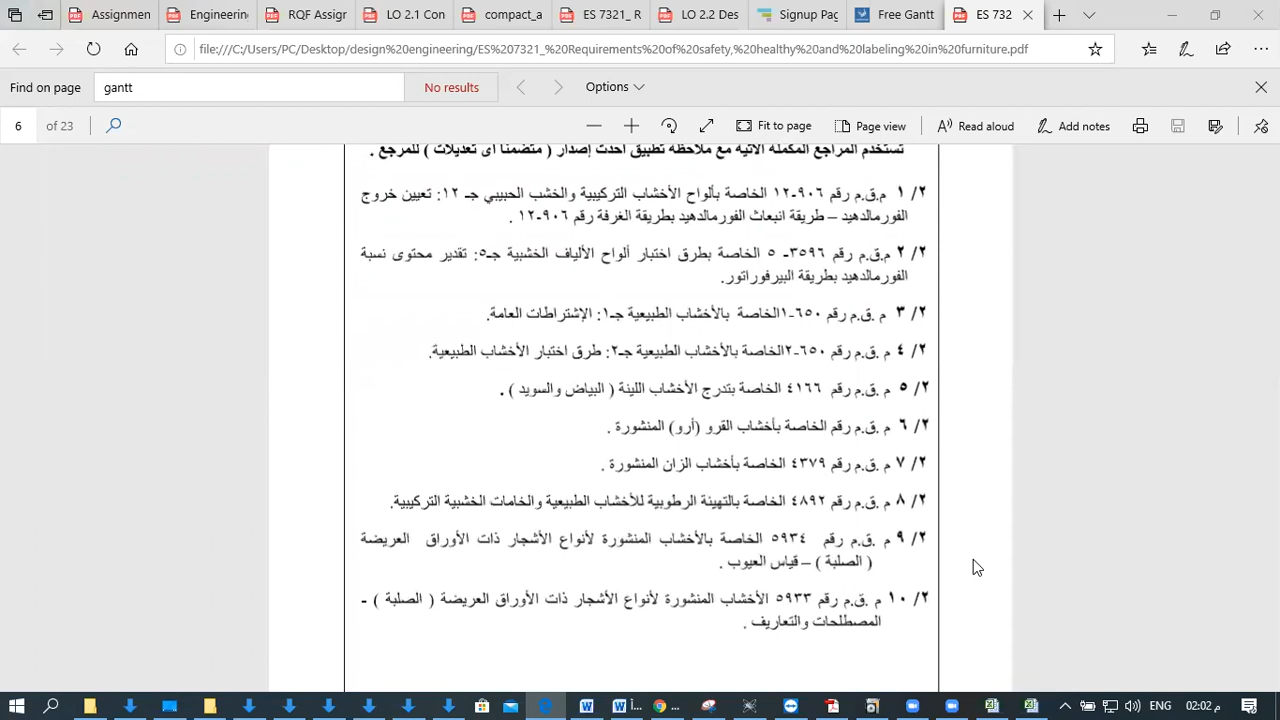 Assignmen
Engineerin
RQF Assigr
LO 2.1 Con
compact_a
ES 7321_ R
LO 2.2 Des
Signup Pag
Free Gantt
ES 732
file:///C:/Users/PC/Desktop/design%20engineering/ES%207321_%20Requirements%20of%20safety,%20healthy%20and%20labeling%20in%20furniture.pdf
Find on page
gantt
No results
Options
6 of 23
Fit to page
Page view
Read aloud
Add notes
تستخدم المراجع المكملة الآتية مع ملاحظة تطبيق أحدث إصدار ( متضمنا أى تعديلات ) للمرجع .
٢/ ١ م.ق.م رقم ٩٠٦-١٢ الخاصة بألواح الأخشاب التركيبية والخشب الحبيبي جـ ١٢: تعيين خروج
الفورمالدهيد – طريقة انبعاث الفورمالدهيد بطريقة الغرفة رقم ٩٠٦-١٢ .
٢/ ٢ م.ق.م رقم ٣٥٩٦- ٥ الخاصة بطرق اختبار ألواح الألياف الخشبية جـ٥: تقدير محتوى نسبة
الفورمالدهيد بطريقة البيرفوراتور.
٢/ ٣ م .ق.م رقم ٦٥٠-١الخاصة بالأخشاب الطبيعية جـ١: الإشتراطات العامة.
٢/ ٤ م .ق.م رقم ٦٥٠-٢الخاصة بالأخشاب الطبيعية جـ٢: طرق اختبار الأخشاب الطبيعية.
٢/ ٥ م .ق.م رقم ٤١٦٦ الخاصة بتدرج الأخشاب اللينة ( البياض والسويد ) .
٢/ ٦ م .ق.م رقم الخاصة بأخشاب القرو (أرو) المنشورة .
٢/ ٧ م .ق.م رقم ٤٣٧٩ الخاصة بأخشاب الزان المنشورة .
٢/ ٨ م .ق.م رقم ٤٨٩٢ الخاصة بالتهيئة الرطوبية للأخشاب الطبيعية والخامات الخشبية التركيبية.
٢/ ٩ م .ق.م رقم ٥٩٣٤ الخاصة بالأخشاب المنشورة لأنواع الأشجار ذات الأوراق العريضة
( الصلبة ) – قياس العيوب .
٢/ ١٠ م .ق.م رقم ٥٩٣٣ الأخشاب المنشورة لأنواع الأشجار ذات الأوراق العريضة ( الصلبة ) -
المصطلحات والتعاريف .
ENG
02:02 م